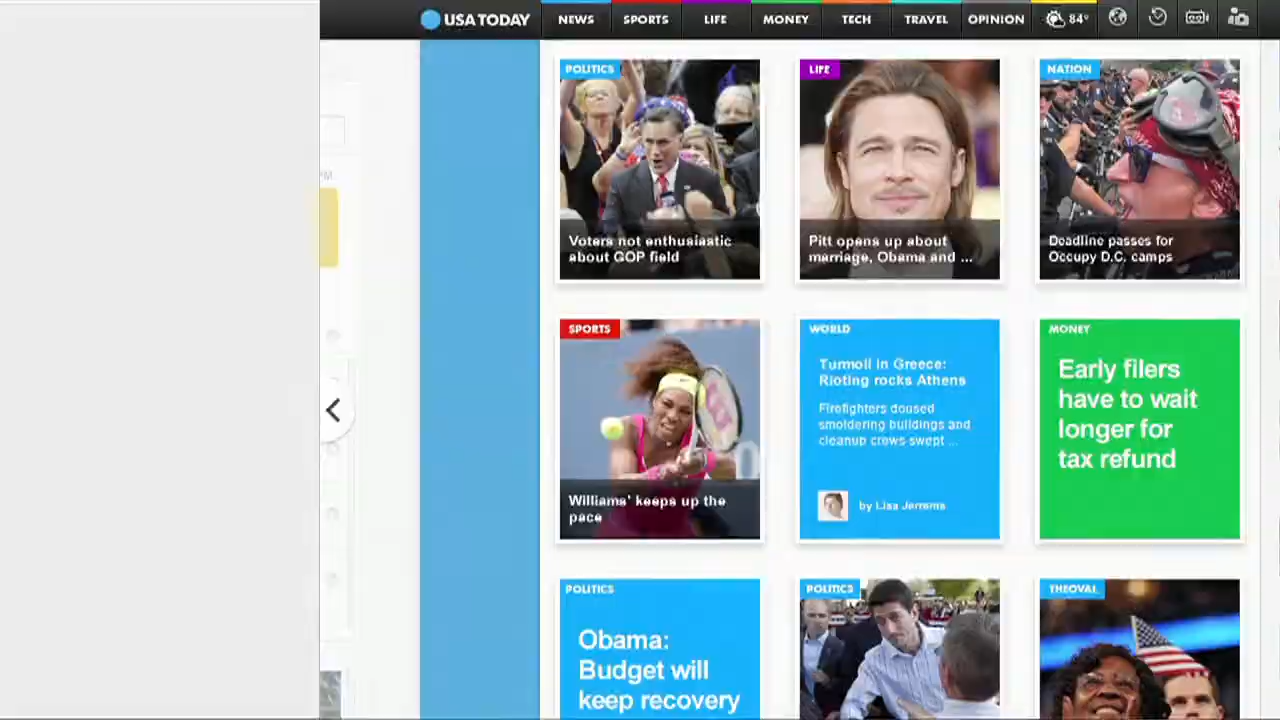 USA TODAY
NEWS
SPORTS
LIFE
MONEY
TECH
TRAVEL
OPINION
84°
PM
POLITICS
Voters not enthusiastic
about GOP field
LIFE
Pitt opens up about
marriage, Obama and ...
NATION
Deadline passes for
Occupy D.C. camps
SPORTS
Williams' keeps up the
pace
WORLD
Turmoil in Greece:
Rioting rocks Athens
Firefighters doused
smoldering buildings and
cleanup crews swept ...
by Lisa
MONEY
Early filers
have to wait
longer for
tax refund
POLITICS
Obama:
Budget will
keep recovery
POLITICS
THEOVAL